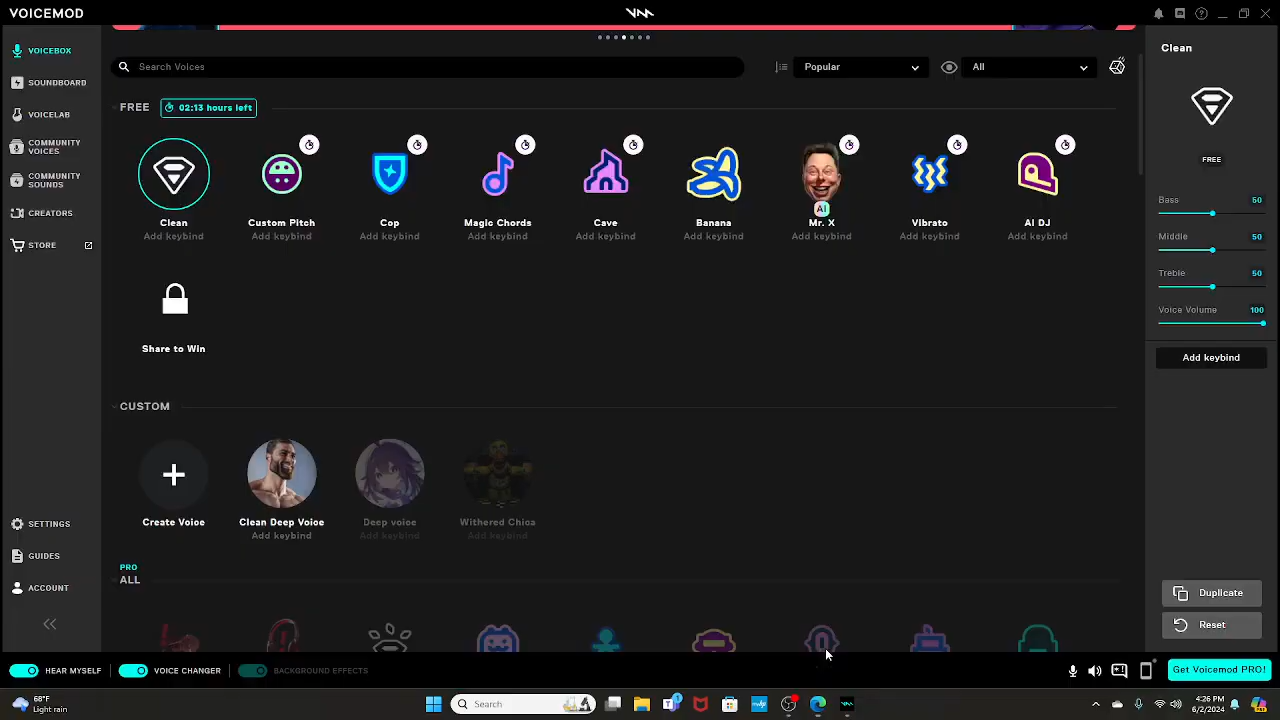 VOICEMOD
VOICEBOX
SOUNDBOARD
VOICELAB
COMMUNITY
VOICES
COMMUNITY
SOUNDS
CREATORS
STORE
SETTINGS
GUIDES
ACCOUNT
Search Voices
Popular
All
FREE
02:13 hours left
Clean
Add keybind
Custom Pitch
Add keybind
Cop
Add keybind
Magic Chords
Add keybind
Cave
Add keybind
Banana
Add keybind
AI
Mr. X
Add keybind
Vibrato
Add keybind
AI DJ
Add keybind
Share to Win
CUSTOM
Create Voice
Clean Deep Voice
Add keybind
Deep voice
Add keybind
Withered Chica
Add keybind
PRO
ALL
Clean
FREE
Bass 50
Middle 50
Treble 50
Voice Volume 100
Add keybind
Duplicate
Reset
HEAR MYSELF
VOICE CHANGER
BACKGROUND EFFECTS
Get Voicemod PRO!
68°F
Light rain
Search
4:26 PM